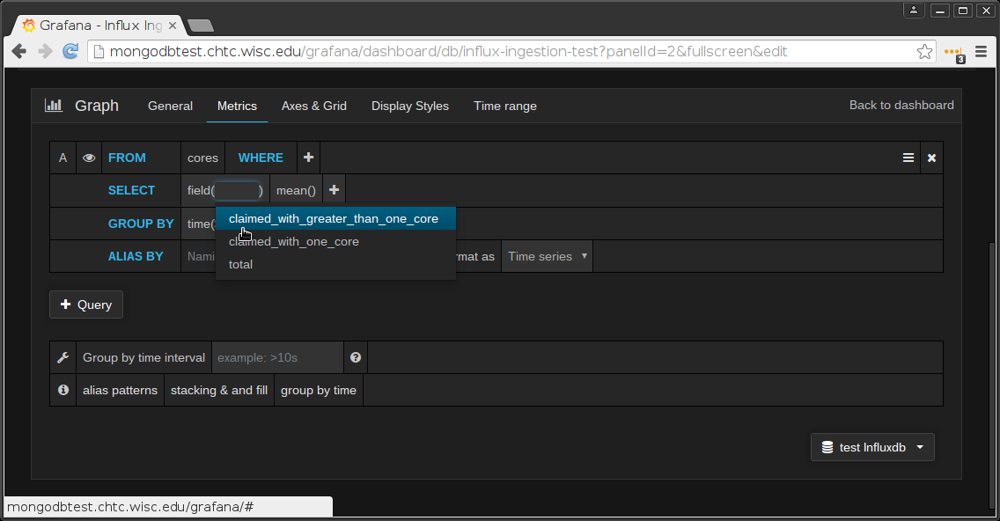 Grafana - Influx Ing
mongodbtest.chtc.wisc.edu/grafana/dashboard/db/influx-ingestion-test?panelId=2&fullscreen&edit
3
Graph General Metrics Axes & Grid Display Styles Time range Back to dashboard
A FROM cores WHERE
SELECT field( ) mean()
GROUP BY time(
claimed_with_greater_than_one_core
claimed_with_one_core
total
ALIAS BY Nami rmat as Time series
Query
Group by time interval example: >10s
alias patterns stacking & and fill group by time
test Influxdb
mongodbtest.chtc.wisc.edu/grafana/#